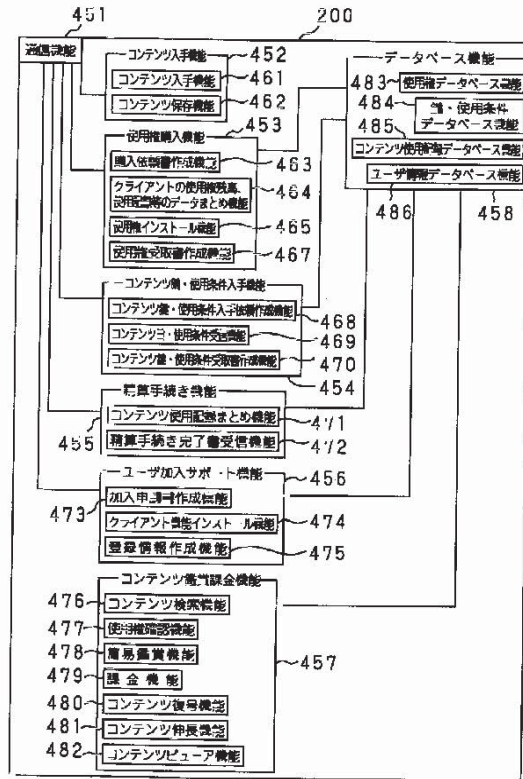 451
200
通信機能
コンテンツ入手機能
452
コンテンツ入手機能
461
コンテンツ保存機能
462
データベース機能
483
使用権データベース機能
484
鍵・使用条件
データベース機能
485
コンテンツ使用記録データベース機能
ユーザ情報データベース機能
486
458
使用権購入機能
453
購入依頼書作成機能
463
クライアントの使用権残高、
使用記録等のデータまとめ機能
464
使用権インストール機能
465
使用権受取書作成機能
467
コンテンツ鍵・使用条件入手機能
コンテンツ鍵・使用条件入手依頼作成機能
468
コンテンツ鍵・使用条件受送機能
469
コンテンツ鍵・使用条件受取書作成機能
470
454
精算手続き機能
コンテンツ使用記録まとめ機能
471
455
精算手続き完了書受信機能
472
ユーザ加入サポート機能
456
473
加入申請書作成機能
クライアント機能インストール機能
474
登録情報作成機能
475
コンテンツ鑑賞課金機能
476
コンテンツ検索機能
477
使用権確認機能
478
簡易鑑賞機能
457
479
課金機能
480
コンテンツ復号機能
481
コンテンツ伸長機能
482
コンテンツビューア機能